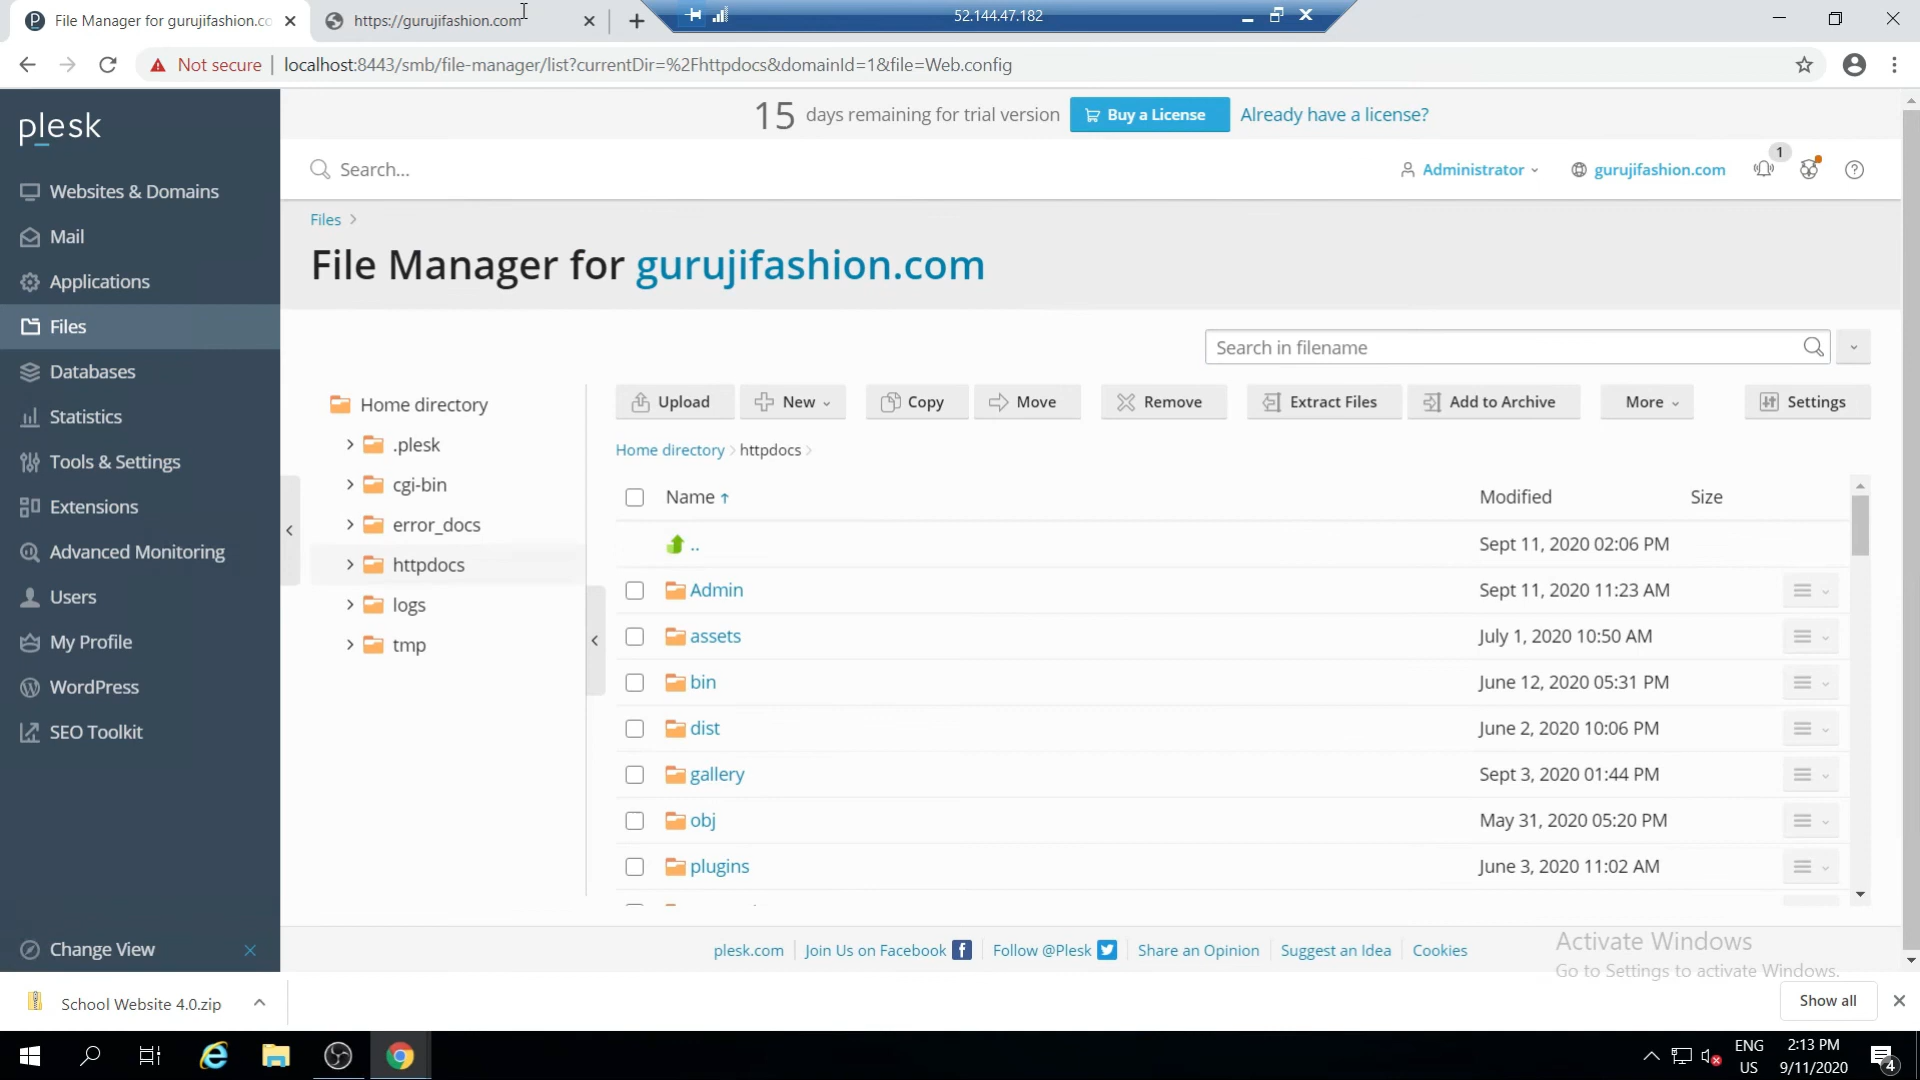 File Manager for gurujifashion.co
https://gurujifashion.com
52.144.47.182
Not secure
localhost:8443/smb/file-manager/list?currentDir=%2Fhttpdocs&domainId=1&file=Web.config
plesk
15 days remaining for trial version
Buy a License
Already have a license?
Search...
Administrator
gurujifashion.com
1
Websites & Domains
Mail
Applications
Files
Databases
Statistics
Tools & Settings
Extensions
Advanced Monitoring
Users
My Profile
WordPress
SEO Toolkit
Change View
Files
File Manager for gurujifashion.com
Search in filename
Home directory
.plesk
cgi-bin
error_docs
httpdocs
logs
tmp
Upload
New
Copy
Move
Remove
Extract Files
Add to Archive
More
Settings
Home directory
httpdocs
Name
Modified
Size
.. Sept 11, 2020 02:06 PM
Admin Sept 11, 2020 11:23 AM
assets July 1, 2020 10:50 AM
bin June 12, 2020 05:31 PM
dist June 2, 2020 10:06 PM
gallery Sept 3, 2020 01:44 PM
obj May 31, 2020 05:20 PM
plugins June 3, 2020 11:02 AM
plesk.com
Join Us on Facebook
Follow @Plesk
Share an Opinion
Suggest an Idea
Cookies
Activate Windows
Go to Settings to activate Windows.
School Website 4.0.zip
Show all
ENG
US
2:13 PM
9/11/2020
4